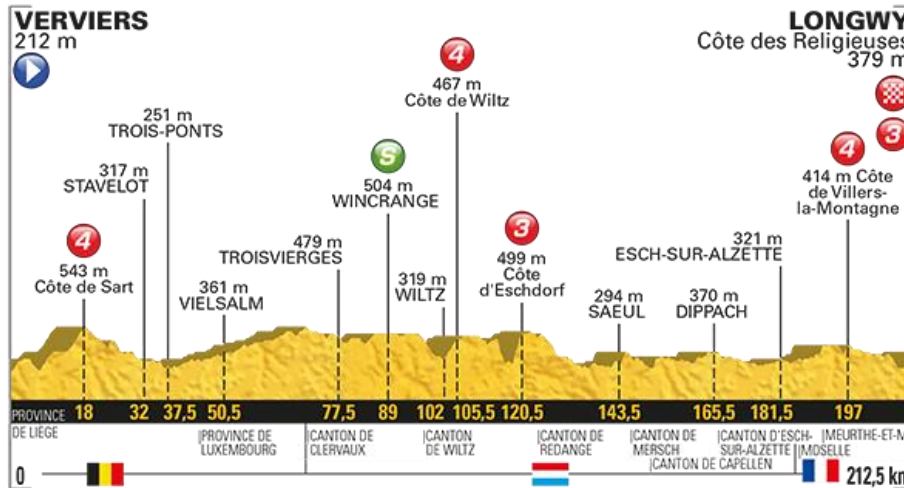 VERVIERS
212 m
LONGWY
Côte des Religieuses
379 m
4
467 m
Côte de Wiltz
251 m
TROIS-PONTS
3
317 m
STAVELOT
S
504 m
WINCRANGE
4
414 m Côte
de Villers-
la-Montagne
4
543 m
Côte de Sart
479 m
TROISVIERGES
3
499 m
Côte
d'Eschdorf
321 m
ESCH-SUR-ALZETTE
361 m
VIELSALM
319 m
WILTZ
294 m
SAEUL
370 m
DIPPACH
18 32 37,5 50,5 77,5 89 102 105,5 120,5 143,5 165,5 181,5 197
PROVINCE
DE LIÈGE
PROVINCE DE
LUXEMBOURG
CANTON DE
CLERVAUX
CANTON
DE WILTZ
CANTON DE
REDANGE
CANTON DE
MERSCH
CANTON DE CAPELLEN
CANTON D'ESCH-
SUR-ALZETTE
MOSELLE
MEURTHE-ET-M
0
212,5 km